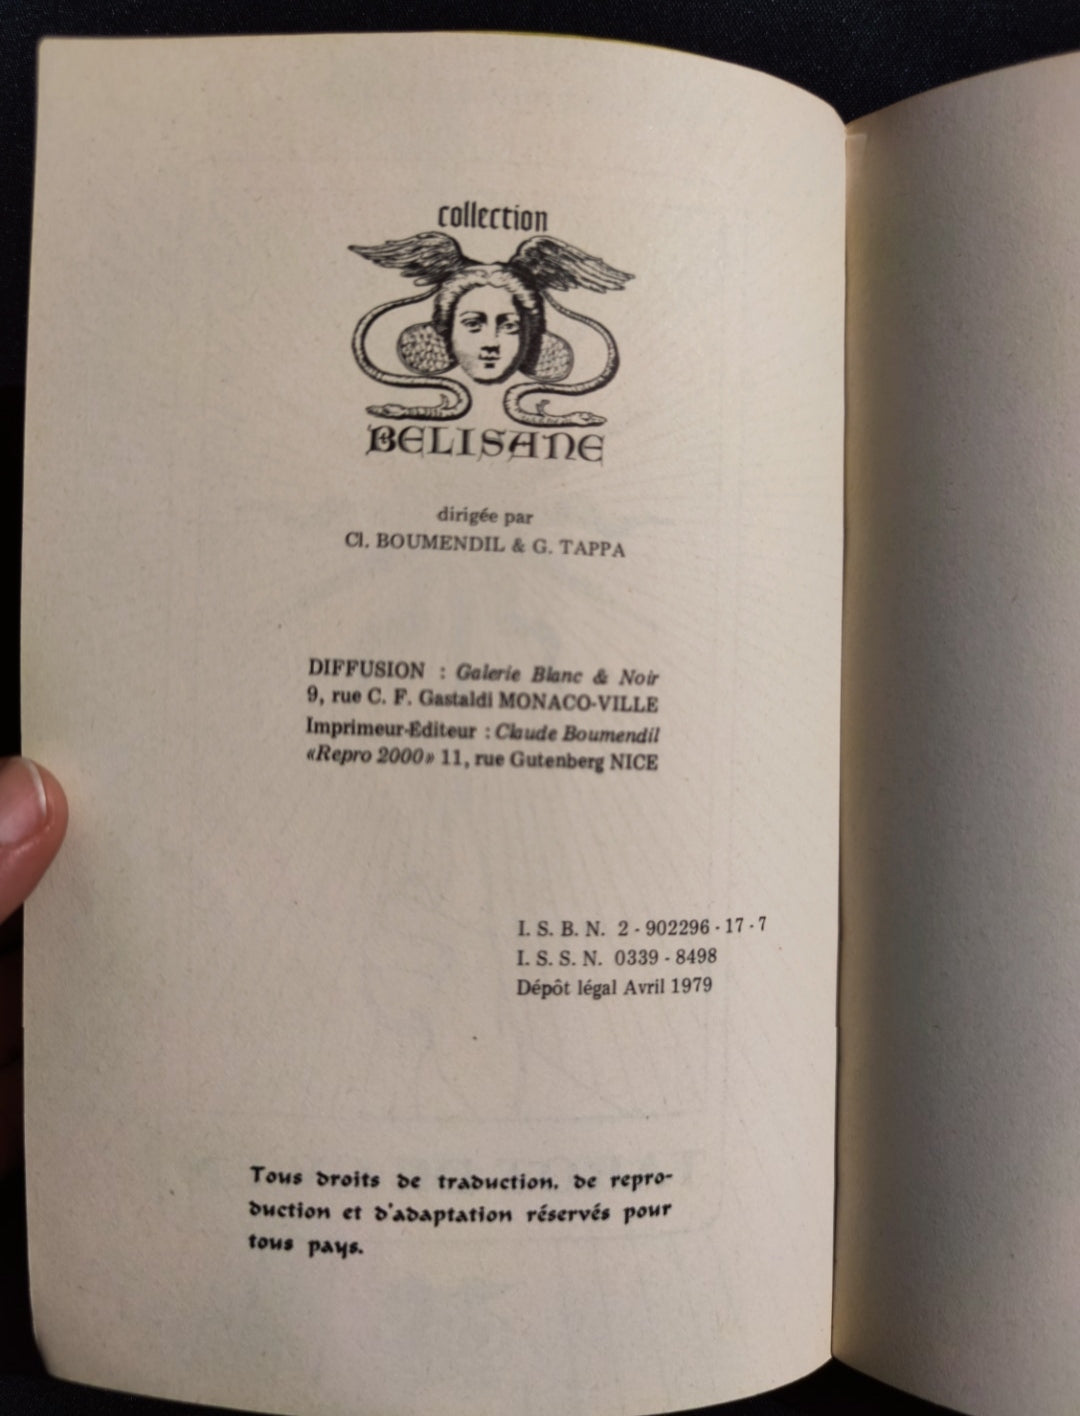 collection
BELISANE
dirigée par
Cl. BOUMENDIL & G. TAPPA
DIFFUSION : Galerie Blanc & Noir
9, rue C. F. Gastaldi MONACO-VILLE
Imprimeur-Éditeur : Claude Boumendil
«Repro 2000» 11, rue Gutenberg NICE
I. S. B. N. 2 - 902296 - 17 - 7
I. S. S. N. 0339 - 8498
Dépôt légal Avril 1979
Tous droits de traduction. de repro-
duction et d'adaptation réservés pour
tous pays.